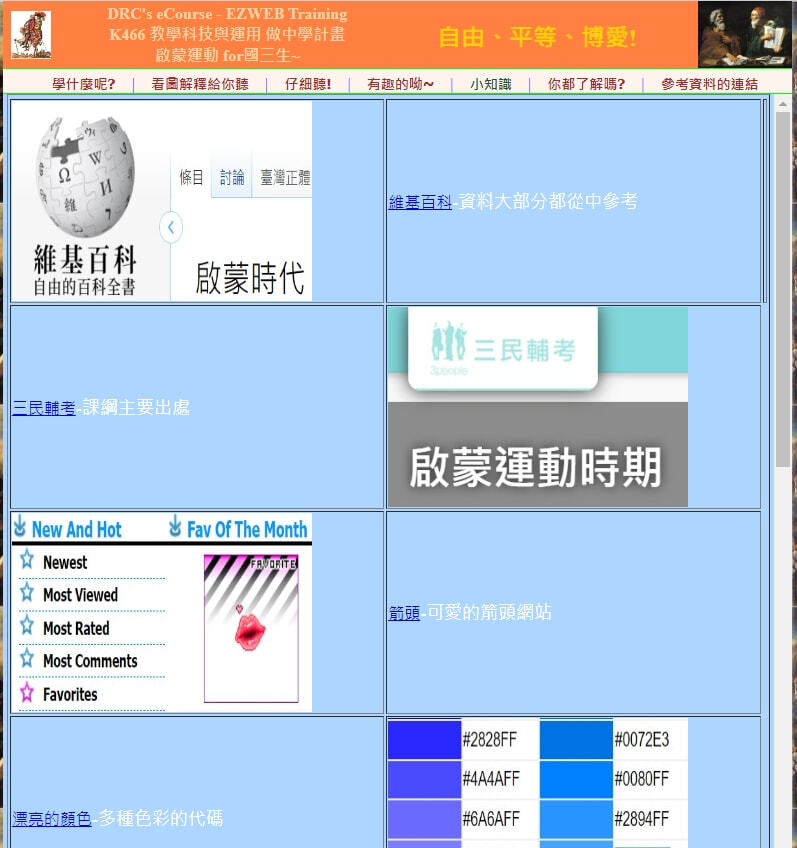 DRC's eCourse - EZWEB Training
K466 教學科技與運用 做中學計畫
啟蒙運動 for國三生~
自由、平等、博愛!
學什麼呢? | 看圖解釋給你聽 | 仔細聽! | 有趣的呦~ | 小知識 | 你都了解嗎? | 參考資料的連結
條目 討論 臺灣正體
維基百科
自由的百科全書
啟蒙時代
維基百科-資料大部分都從中參考
三民輔考-課綱主要出處
三民輔考
3people
啟蒙運動時期
New And Hot Fav Of The Month
Newest
Most Viewed
Most Rated
Most Comments
Favorites
FAVORITE
箭頭-可愛的箭頭網站
漂亮的顏色-多種色彩的代碼
#2828FF #0072E3
#4A4AFF #0080FF
#6A6AFF #2894FF